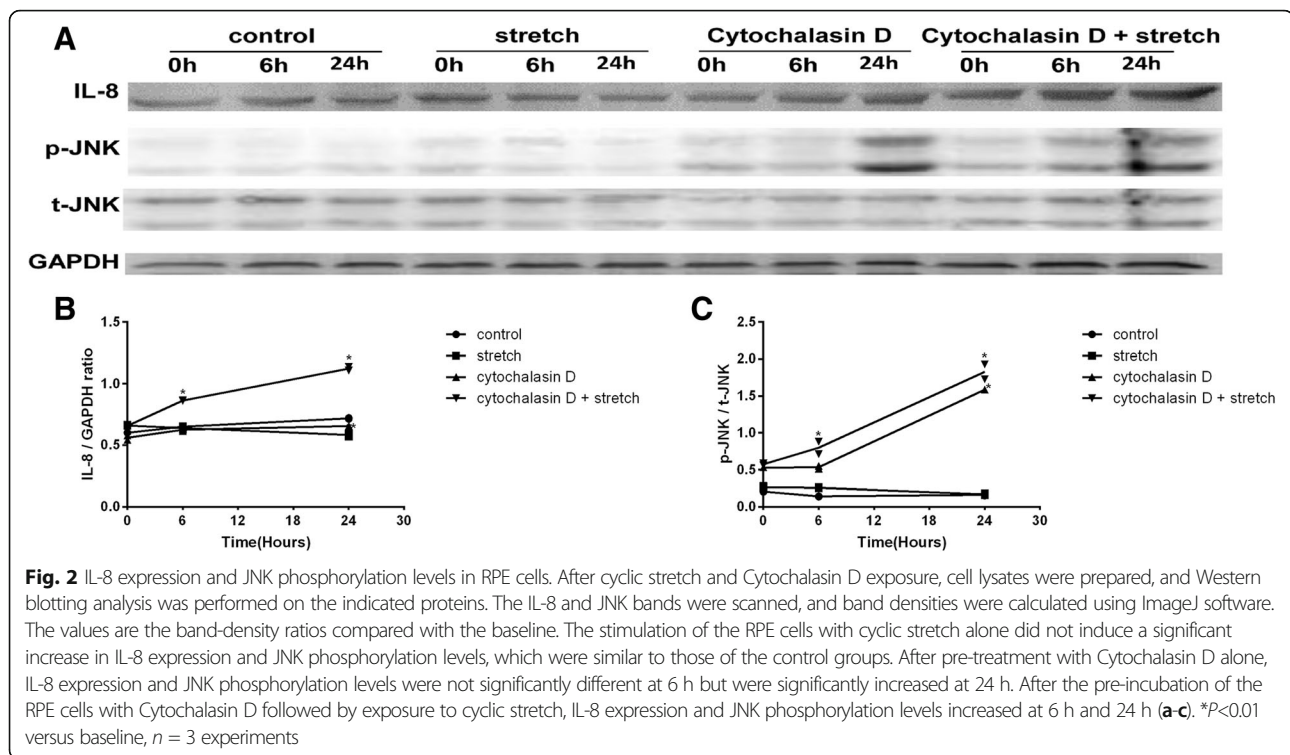 A
control stretch Cytochalasin D Cytochalasin D + stretch
0h 6h 24h 0h 6h 24h 0h 6h 24h 0h 6h 24h
IL-8
p-JNK
t-JNK
GAPDH
B
IL-8 / GAPDH ratio
1.5
1.0
0.5
0.0
0 6 12 18 24 30
Time(Hours)
* * *
control
stretch
cytochalasin D
cytochalasin D + stretch
C
p-JNK / t-JNK
2.5
2.0
1.5
1.0
0.5
0.0
0 6 12 18 24 30
Time(Hours)
* * *
control
stretch
cytochalasin D
cytochalasin D + stretch
Fig. 2 IL-8 expression and JNK phosphorylation levels in RPE cells. After cyclic stretch and Cytochalasin D exposure, cell lysates were prepared, and Western
blotting analysis was performed on the indicated proteins. The IL-8 and JNK bands were scanned, and band densities were calculated using ImageJ software.
The values are the band-density ratios compared with the baseline. The stimulation of the RPE cells with cyclic stretch alone did not induce a significant
increase in IL-8 expression and JNK phosphorylation levels, which were similar to those of the control groups. After pre-treatment with Cytochalasin D alone,
IL-8 expression and JNK phosphorylation levels were not significantly different at 6 h but were significantly increased at 24 h. After the pre-incubation of the
RPE cells with Cytochalasin D followed by exposure to cyclic stretch, IL-8 expression and JNK phosphorylation levels increased at 6 h and 24 h (a-c). *P<0.01
versus baseline, n = 3 experiments